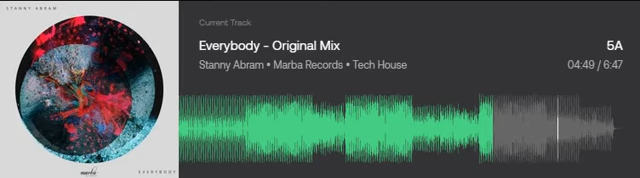 STANNY ABRAM
marba
EVERYBODY
Current Track
Everybody - Original Mix
5A
Stanny Abram • Marba Records • Tech House
04:49 / 6:47